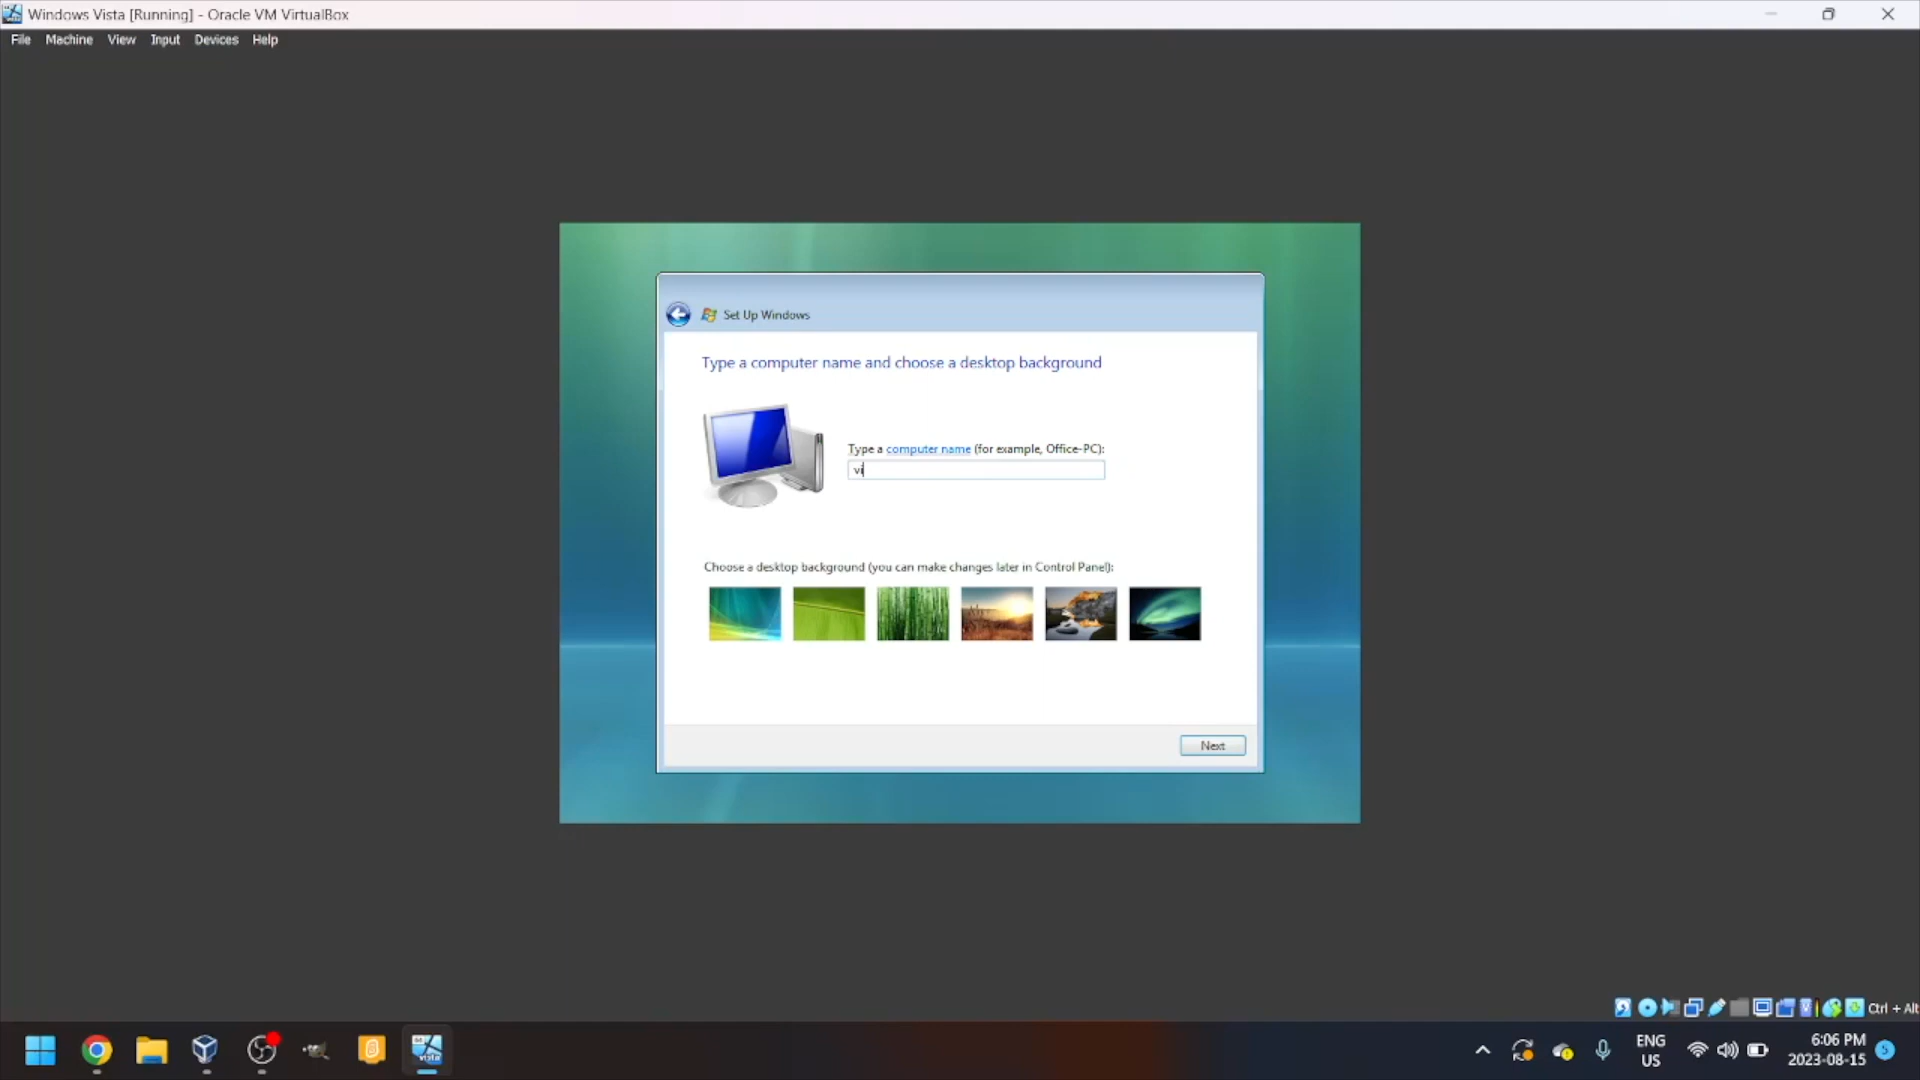 Windows Vista [Running] - Oracle VM VirtualBox
File Machine View Input Devices Help
Set Up Windows
Type a computer name and choose a desktop background
Type a computer name (for example, Office-PC):
vi
Choose a desktop background (you can make changes later in Control Panel):
Next
Ctrl + Alt
vista
ENG
US
6:06 PM
2023-08-15
5